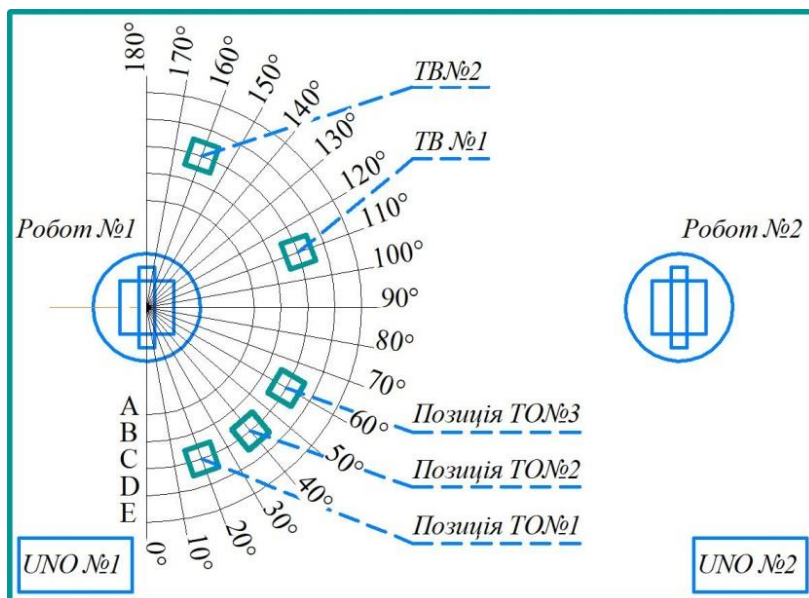 180°
170°
160°
150°
140°
130°
120°
110°
100°
90°
80°
70°
60°
50°
40°
30°
20°
10°
0°
ТВ№2
ТВ №1
Робот №1
Робот №2
A
B
C
D
E
Позиція ТО№3
Позиція ТО№2
Позиція ТО№1
UNO №1
UNO №2